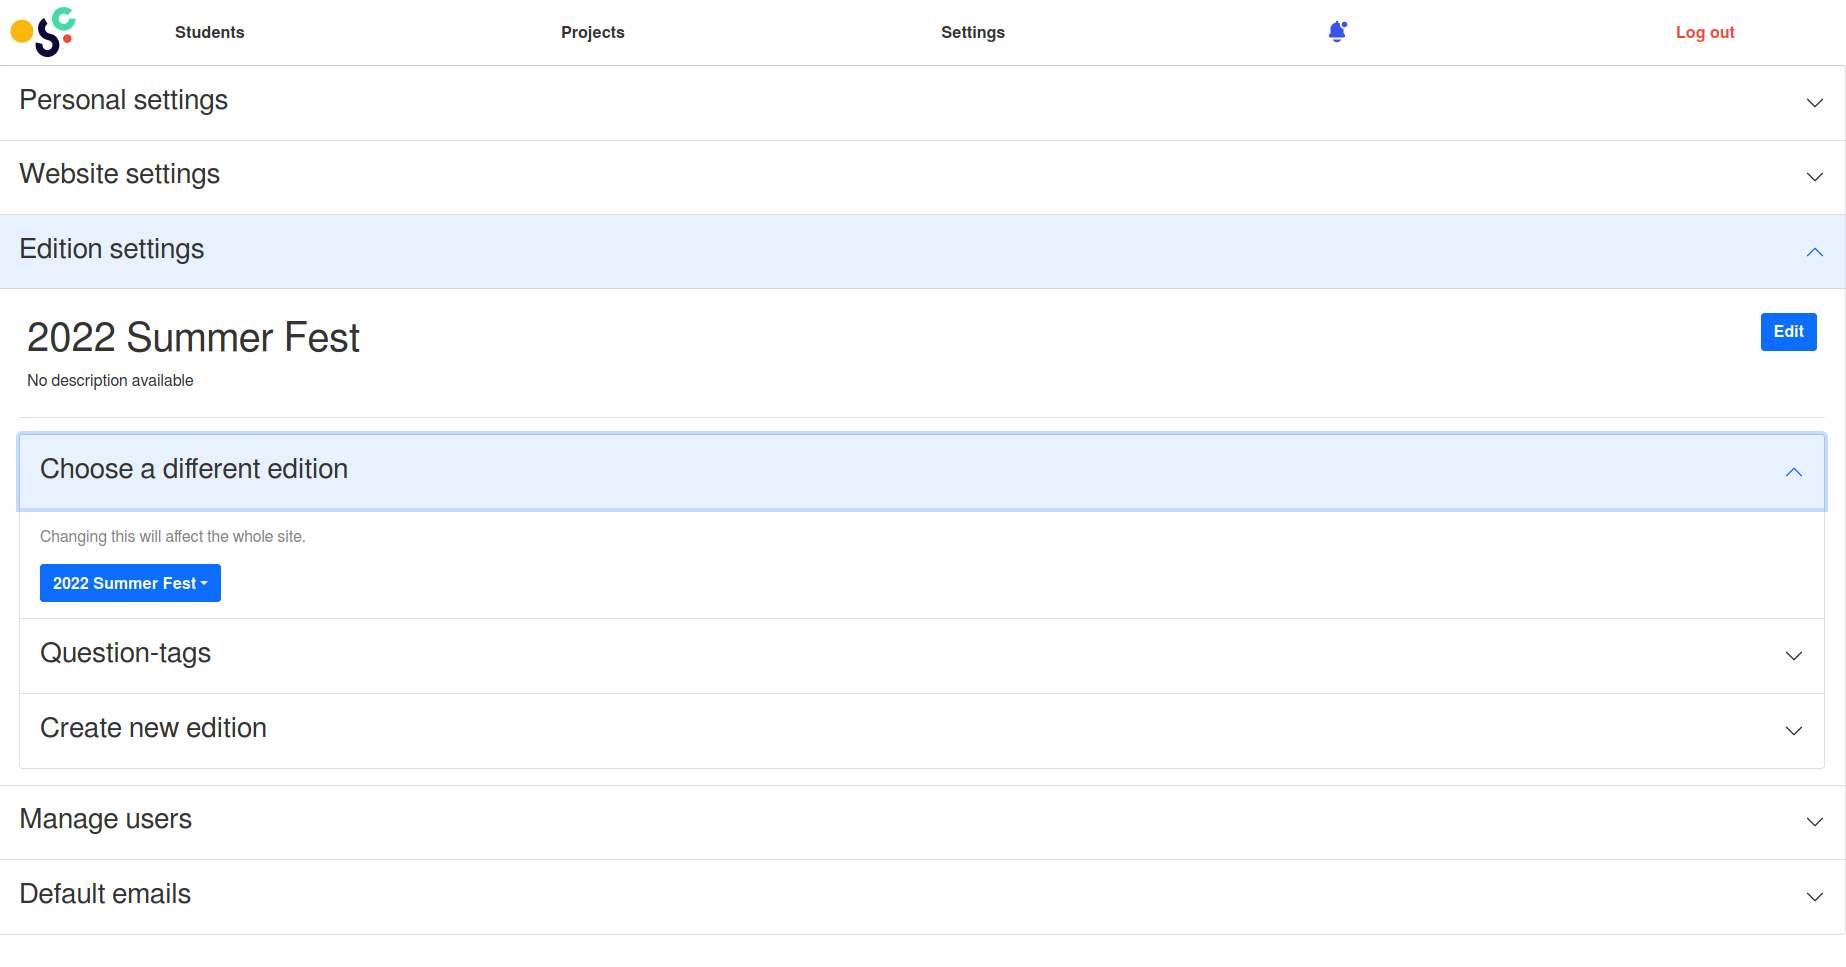 Students
Projects
Settings
Log out
Personal settings
Website settings
Edition settings
2022 Summer Fest
Edit
No description available
Choose a different edition
Changing this will affect the whole site.
2022 Summer Fest
Question-tags
Create new edition
Manage users
Default emails